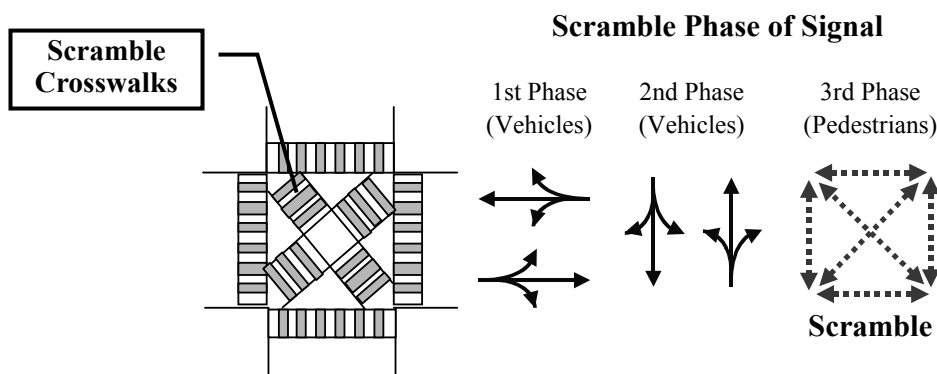 Scramble Phase of Signal
Scramble
Crosswalks
1st Phase
(Vehicles)
2nd Phase
(Vehicles)
3rd Phase
(Pedestrians)
Scramble